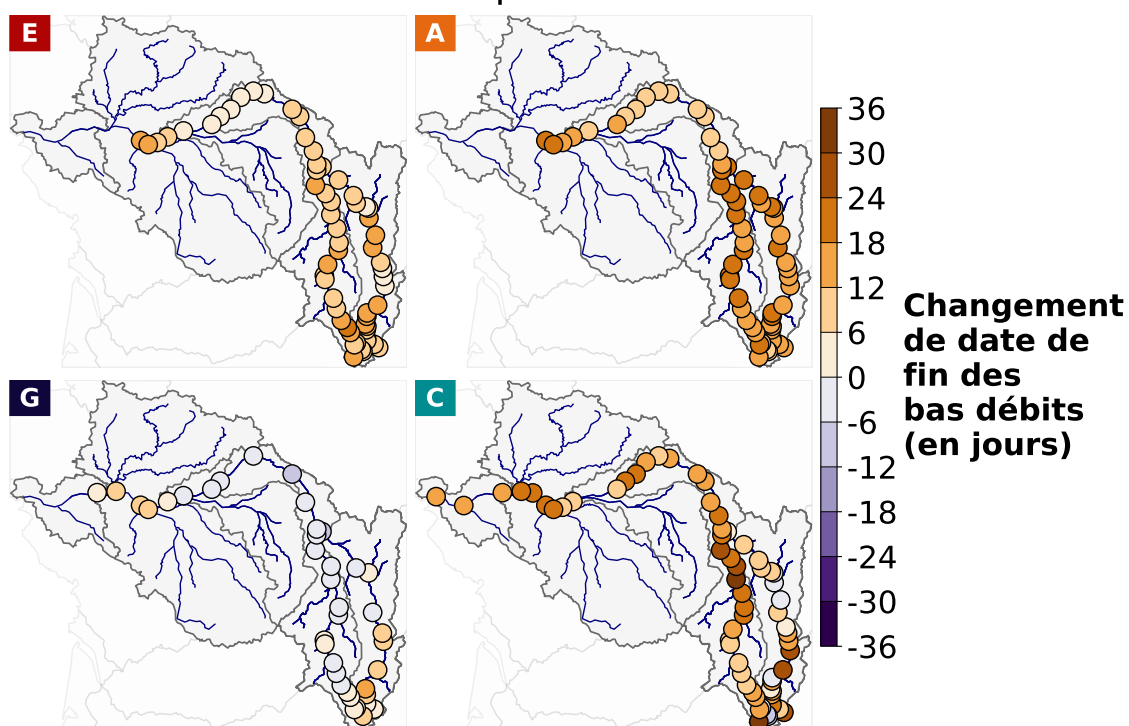 E
A
G
C
36
30
24
18
12
6
0
-6
-12
-18
-24
-30
-36
Changement
de date de
fin des
bas débits
(en jours)